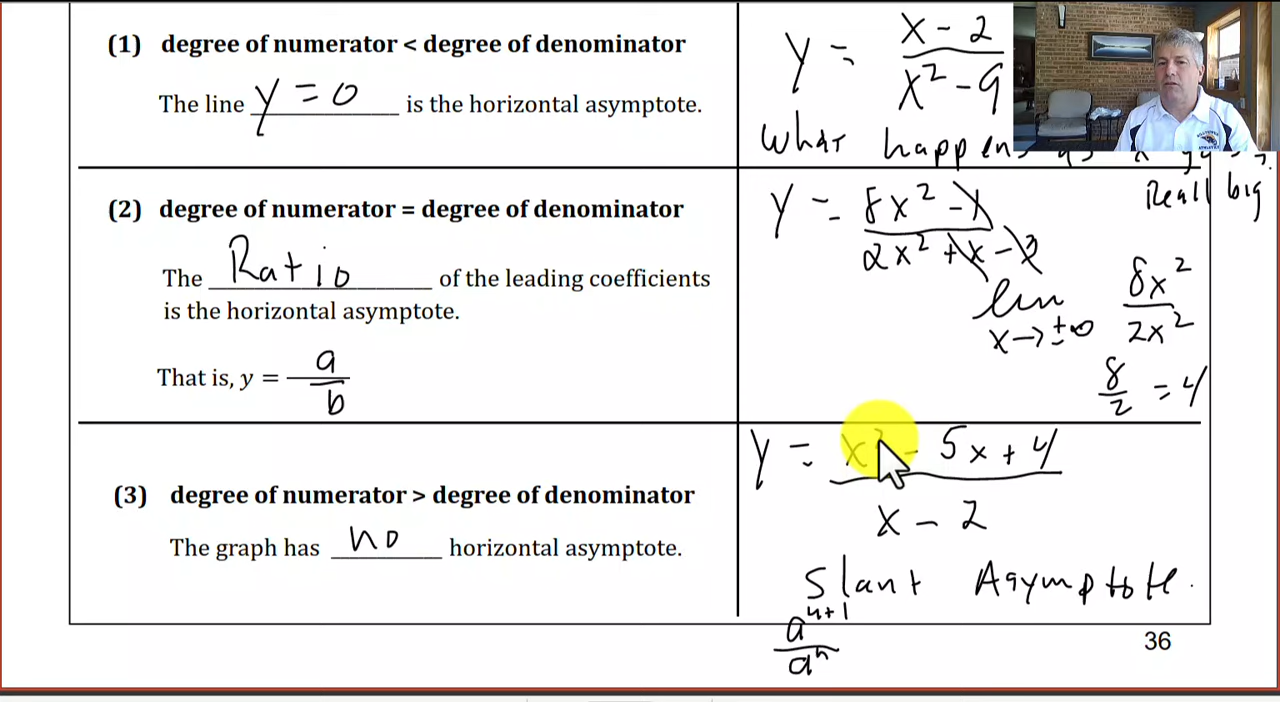 (1) degree of numerator < degree of denominator
The line y = 0 is the horizontal asymptote.
y = (x - 2)/(x² - 9)
What happens as x
Reall big
(2) degree of numerator = degree of denominator
The Ratio of the leading coefficients
is the horizontal asymptote.
That is, y = a/b
y = (8x² - x)/(2x² + x - 2)
lim x→±∞ 8x²/2x²
8/2 = 4
(3) degree of numerator > degree of denominator
The graph has no horizontal asymptote.
y = (x² - 5x + 4)/(x - 2)
Slant Asymptote.
aⁿ⁺¹/aⁿ
36